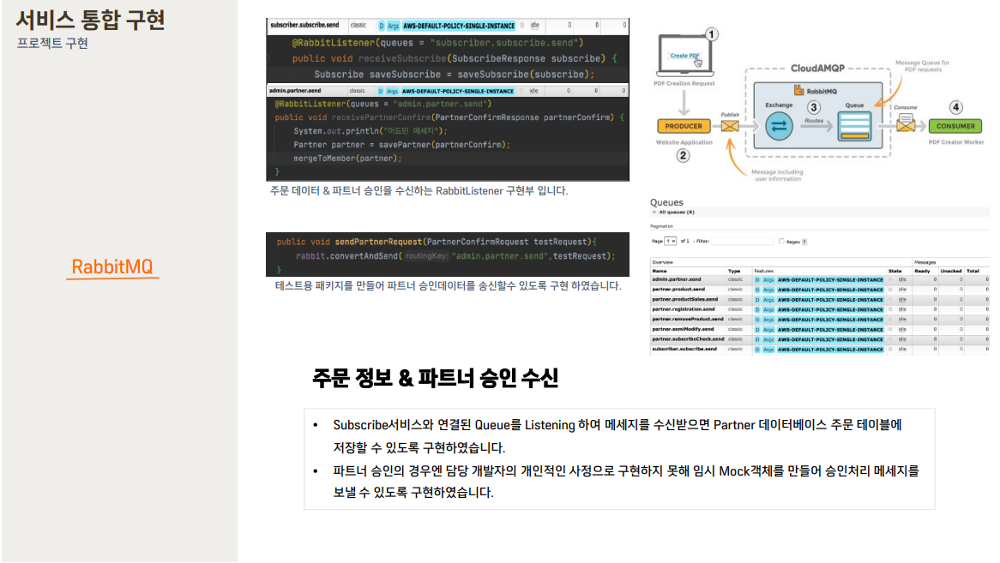 서비스 통합 구현
프로젝트 구현
RabbitMQ
subscriber.subscribe.send classic D Args AWS-DEFAULT-POLICY-SINGLE-INSTANCE idle 0 0 0
@RabbitListener(queues = "subscriber.subscribe.send")
public void receiveSubscribe(SubscribeResponse subscribe) {
Subscribe saveSubscribe = saveSubscribe(subscribe);
admin.partner.send classic D Args AWS-DEFAULT-POLICY-SINGLE-INSTANCE idle 0 0 0
@RabbitListener(queues = "admin.partner.send")
public void receivePartnerConfirm(PartnerConfirmResponse partnerConfirm) {
System.out.println("어드민 메세지");
Partner partner = savePartner(partnerConfirm);
mergeToMember(partner);
}
주문 데이터 & 파트너 승인을 수신하는 RabbitListener 구현부 입니다.
public void sendPartnerRequest(PartnerConfirmRequest testRequest){
rabbit.convertAndSend( routingKey: "admin.partner.send",testRequest);
}
테스트용 패키지를 만들어 파트너 승인데이터를 송신할수 있도록 구현 하였습니다.
1
Create PDF
PDF Creation Request
CloudAMQP
Message Queue for
PDF requests
RabbitMQ
Exchange
3
Queue
Routes
Publish
Consume
4
PRODUCER
CONSUMER
Website Application
PDF Creator Worker
2
Message including
user information
Queues
All queues (8)
Pagination
Page 1 of 1 - Filter: Regex ?
Overview Messages
Name Type Features State Ready Unacked Total
admin.partner.send classic D Args AWS-DEFAULT-POLICY-SINGLE-INSTANCE idle 0 0 0
partner.product.send classic D Args AWS-DEFAULT-POLICY-SINGLE-INSTANCE idle 0 0 0
partner.productSales.send classic D Args AWS-DEFAULT-POLICY-SINGLE-INSTANCE idle 0 0 0
partner.registration.send classic D Args AWS-DEFAULT-POLICY-SINGLE-INSTANCE idle 0 0 0
partner.removeProduct.send classic D Args AWS-DEFAULT-POLICY-SINGLE-INSTANCE idle 0 0 0
partner.semiModify.send classic D Args AWS-DEFAULT-POLICY-SINGLE-INSTANCE idle 0 0 0
partner.subscribeCheck.send classic D Args AWS-DEFAULT-POLICY-SINGLE-INSTANCE idle 0 0 0
subscriber.subscribe.send classic D Args AWS-DEFAULT-POLICY-SINGLE-INSTANCE idle 0 0 0
주문 정보 & 파트너 승인 수신
• Subscribe서비스와 연결된 Queue를 Listening 하여 메세지를 수신받으면 Partner 데이터베이스 주문 테이블에
저장할 수 있도록 구현하였습니다.
• 파트너 승인의 경우엔 담당 개발자의 개인적인 사정으로 구현하지 못해 임시 Mock객체를 만들어 승인처리 메세지를
보낼 수 있도록 구현하였습니다.